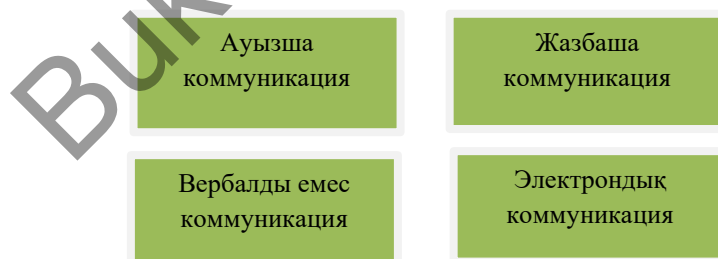 Ауызша
коммуникация
Жазбаша
коммуникация
Вербалды емес
коммуникация
Электрондық
коммуникация